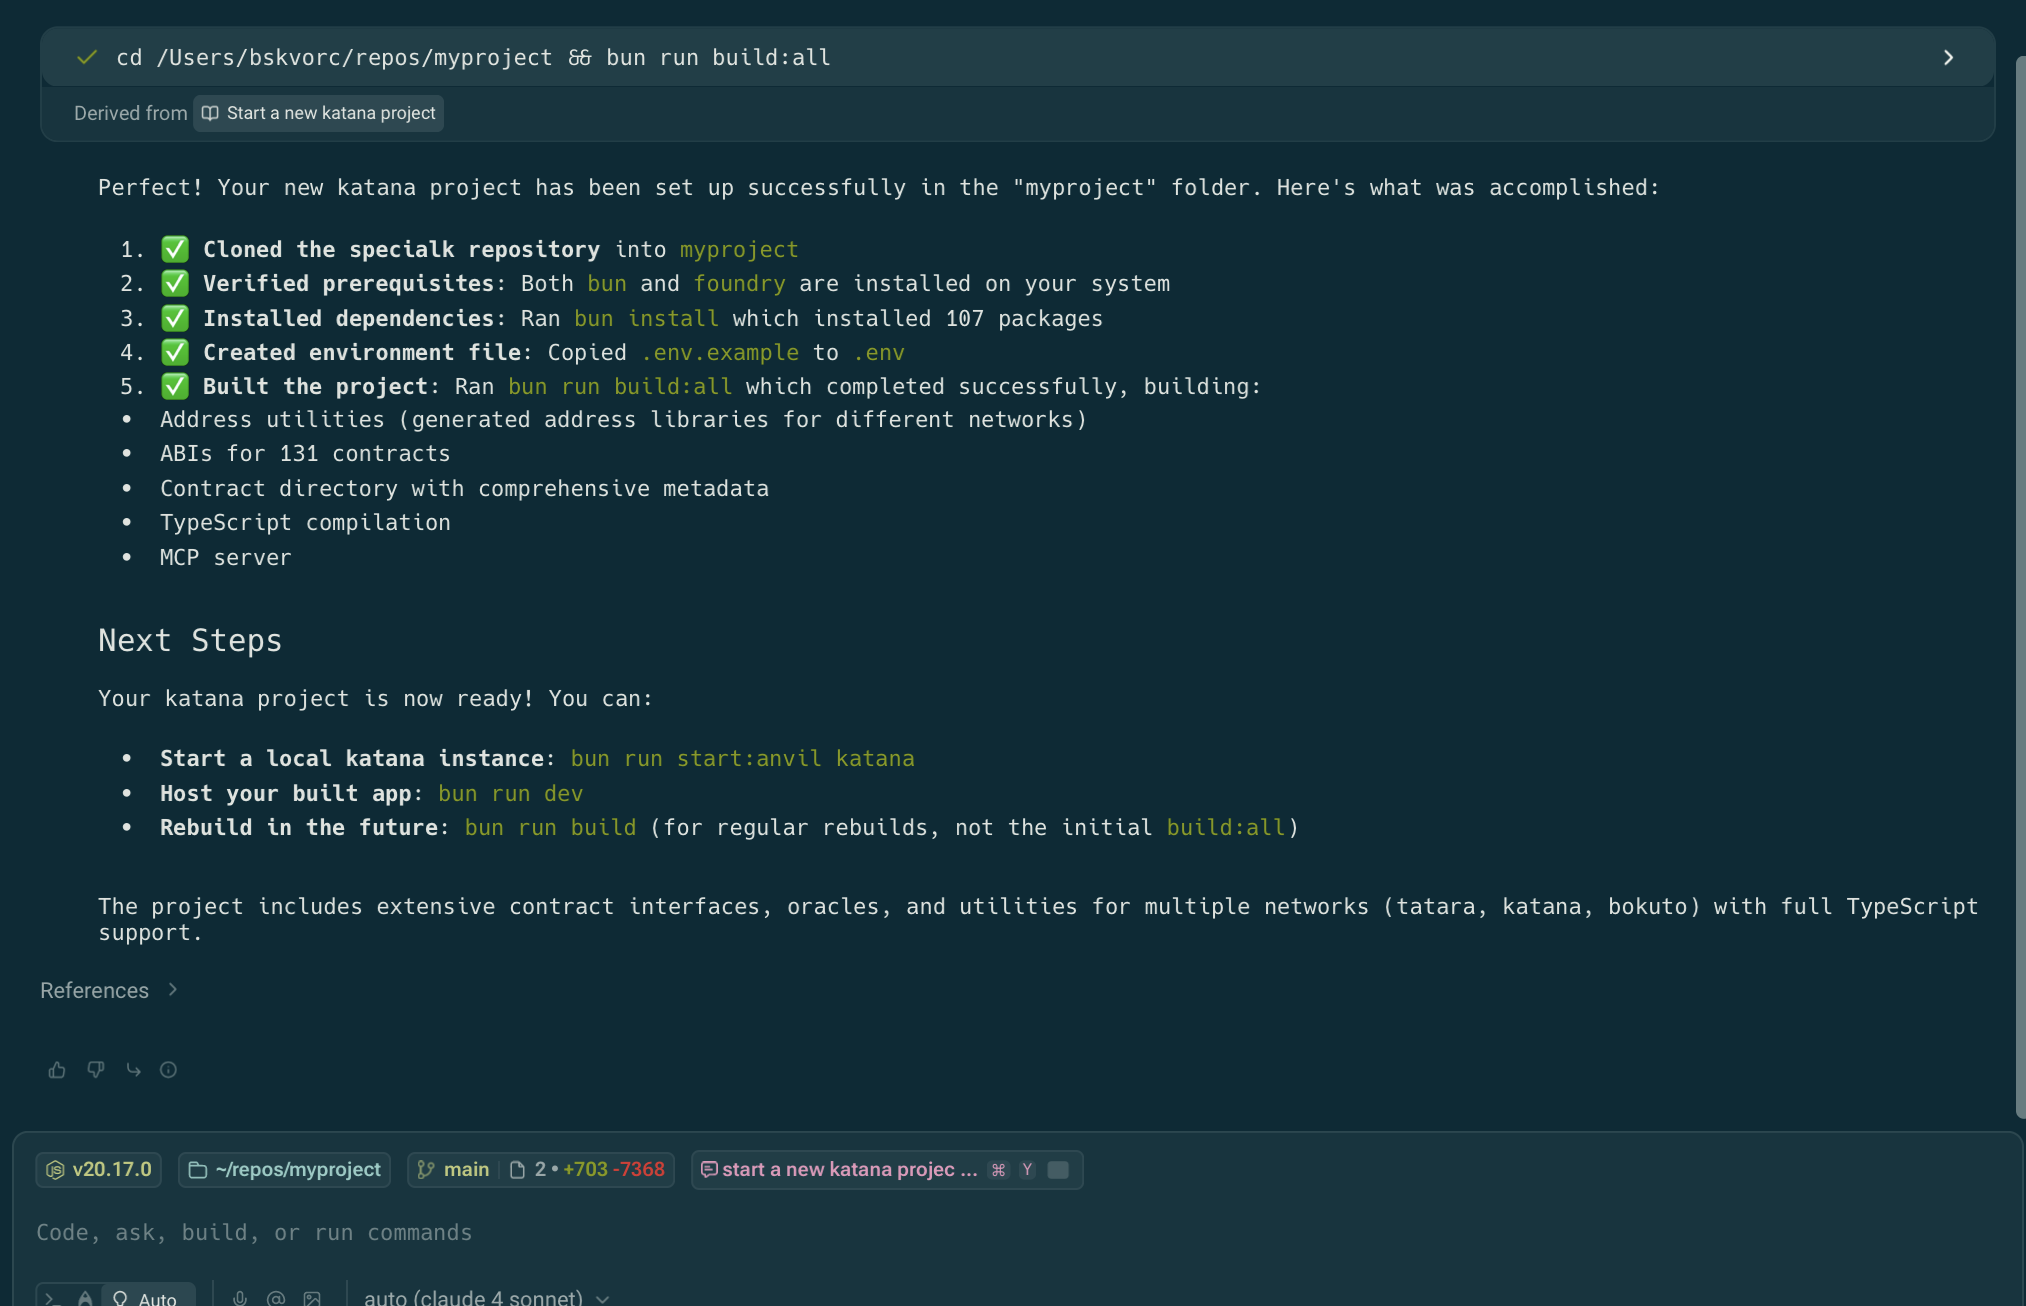 cd /Users/bskvorc/repos/myproject && bun run build:all
Derived from Start a new katana project
Perfect! Your new katana project has been set up successfully in the "myproject" folder. Here's what was accomplished:
1. ✅ Cloned the specialk repository into myproject
2. ✅ Verified prerequisites: Both bun and foundry are installed on your system
3. ✅ Installed dependencies: Ran bun install which installed 107 packages
4. ✅ Created environment file: Copied .env.example to .env
5. ✅ Built the project: Ran bun run build:all which completed successfully, building:
• Address utilities (generated address libraries for different networks)
• ABIs for 131 contracts
• Contract directory with comprehensive metadata
• TypeScript compilation
• MCP server
Next Steps
Your katana project is now ready! You can:
• Start a local katana instance: bun run start:anvil katana
• Host your built app: bun run dev
• Rebuild in the future: bun run build (for regular rebuilds, not the initial build:all)
The project includes extensive contract interfaces, oracles, and utilities for multiple networks (tatara, katana, bokuto) with full TypeScript
support.
References
v20.17.0 ~/repos/myproject main 2 • +703 -7368 start a new katana projec ... ⌘ Y
Code, ask, build, or run commands
Auto auto (claude 4 sonnet)